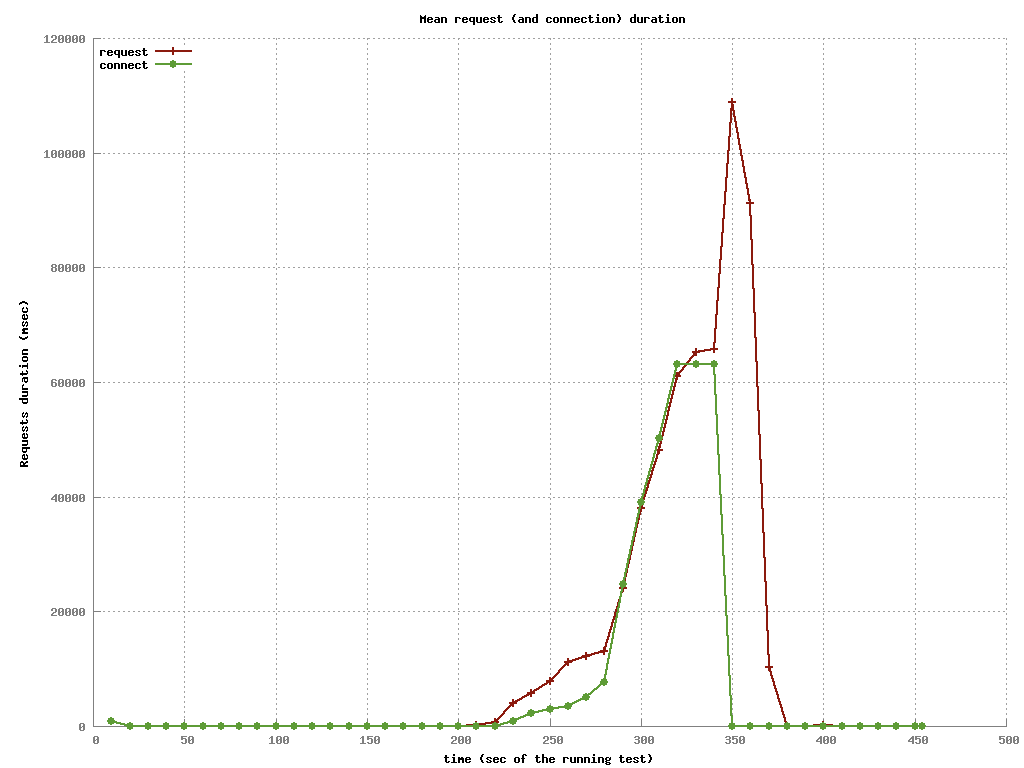 Mean request (and connection) duration
request
connect
120000
100000
80000
60000
40000
20000
0
Requests duration (msec)
0 50 100 150 200 250 300 350 400 450 500
time (sec of the running test)